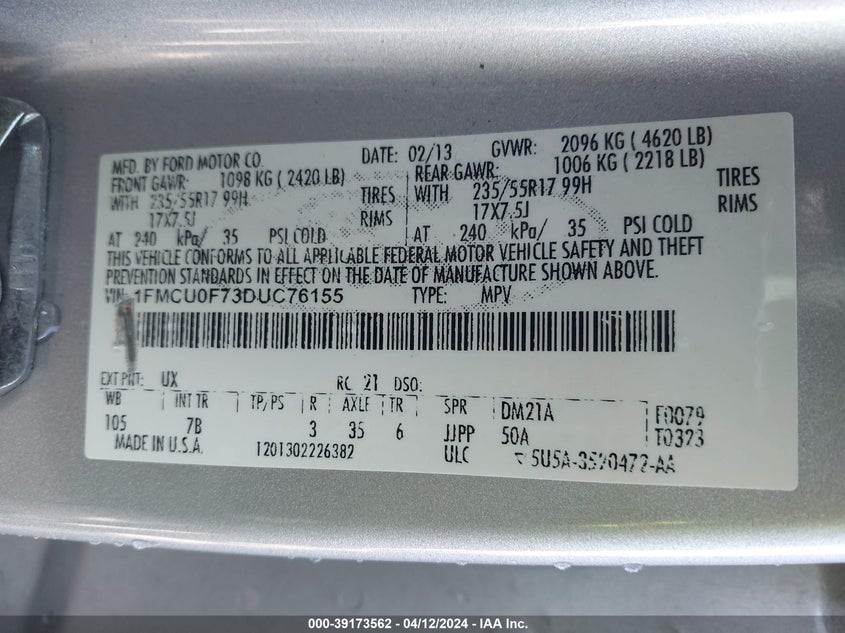 MFD. BY FORD MOTOR CO. DATE: 02/13 GVWR: 2096 KG ( 4620 LB)
FRONT GAWR: 1098 KG ( 2420 LB) REAR GAWR: 1006 KG ( 2218 LB)
WITH 235/55R17 99H TIRES WITH 235/55R17 99H TIRES
17X7.5J RIMS 17X7.5J RIMS
AT 240 kPa/ 35 PSI COLD AT 240 kPa/ 35 PSI COLD
THIS VEHICLE CONFORMS TO ALL APPLICABLE FEDERAL MOTOR VEHICLE SAFETY AND THEFT
PREVENTION STANDARDS IN EFFECT ON THE DATE OF MANUFACTURE SHOWN ABOVE.
VIN: 1FMCU0F73DUC76155 TYPE: MPV
EXT PNT: UX RC: 21 DSO:
WB INT TR TP/PS R AXLE TR SPR DM21A F0079
105 7B 3 35 6 JJPP 50A T0323
MADE IN U.S.A. 1201302226382 ULC
000-39173562 - 04/12/2024 - IAA Inc.